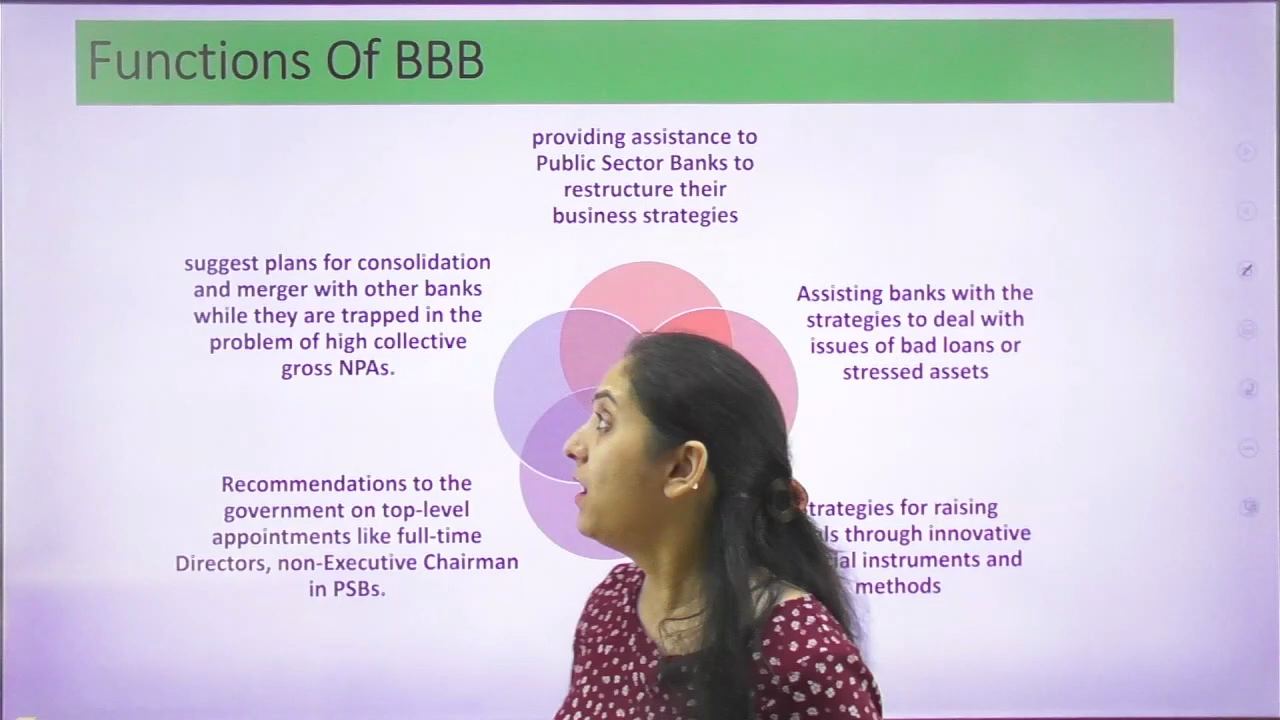 Functions Of BBB
providing assistance to
Public Sector Banks to
restructure their
business strategies
suggest plans for consolidation
and merger with other banks
while they are trapped in the
problem of high collective
gross NPAs.
Assisting banks with the
strategies to deal with
issues of bad loans or
stressed assets
Recommendations to the
government on top-level
appointments like full-time
Directors, non-Executive Chairman
in PSBs.
for raising
through innovative
instruments and
methods